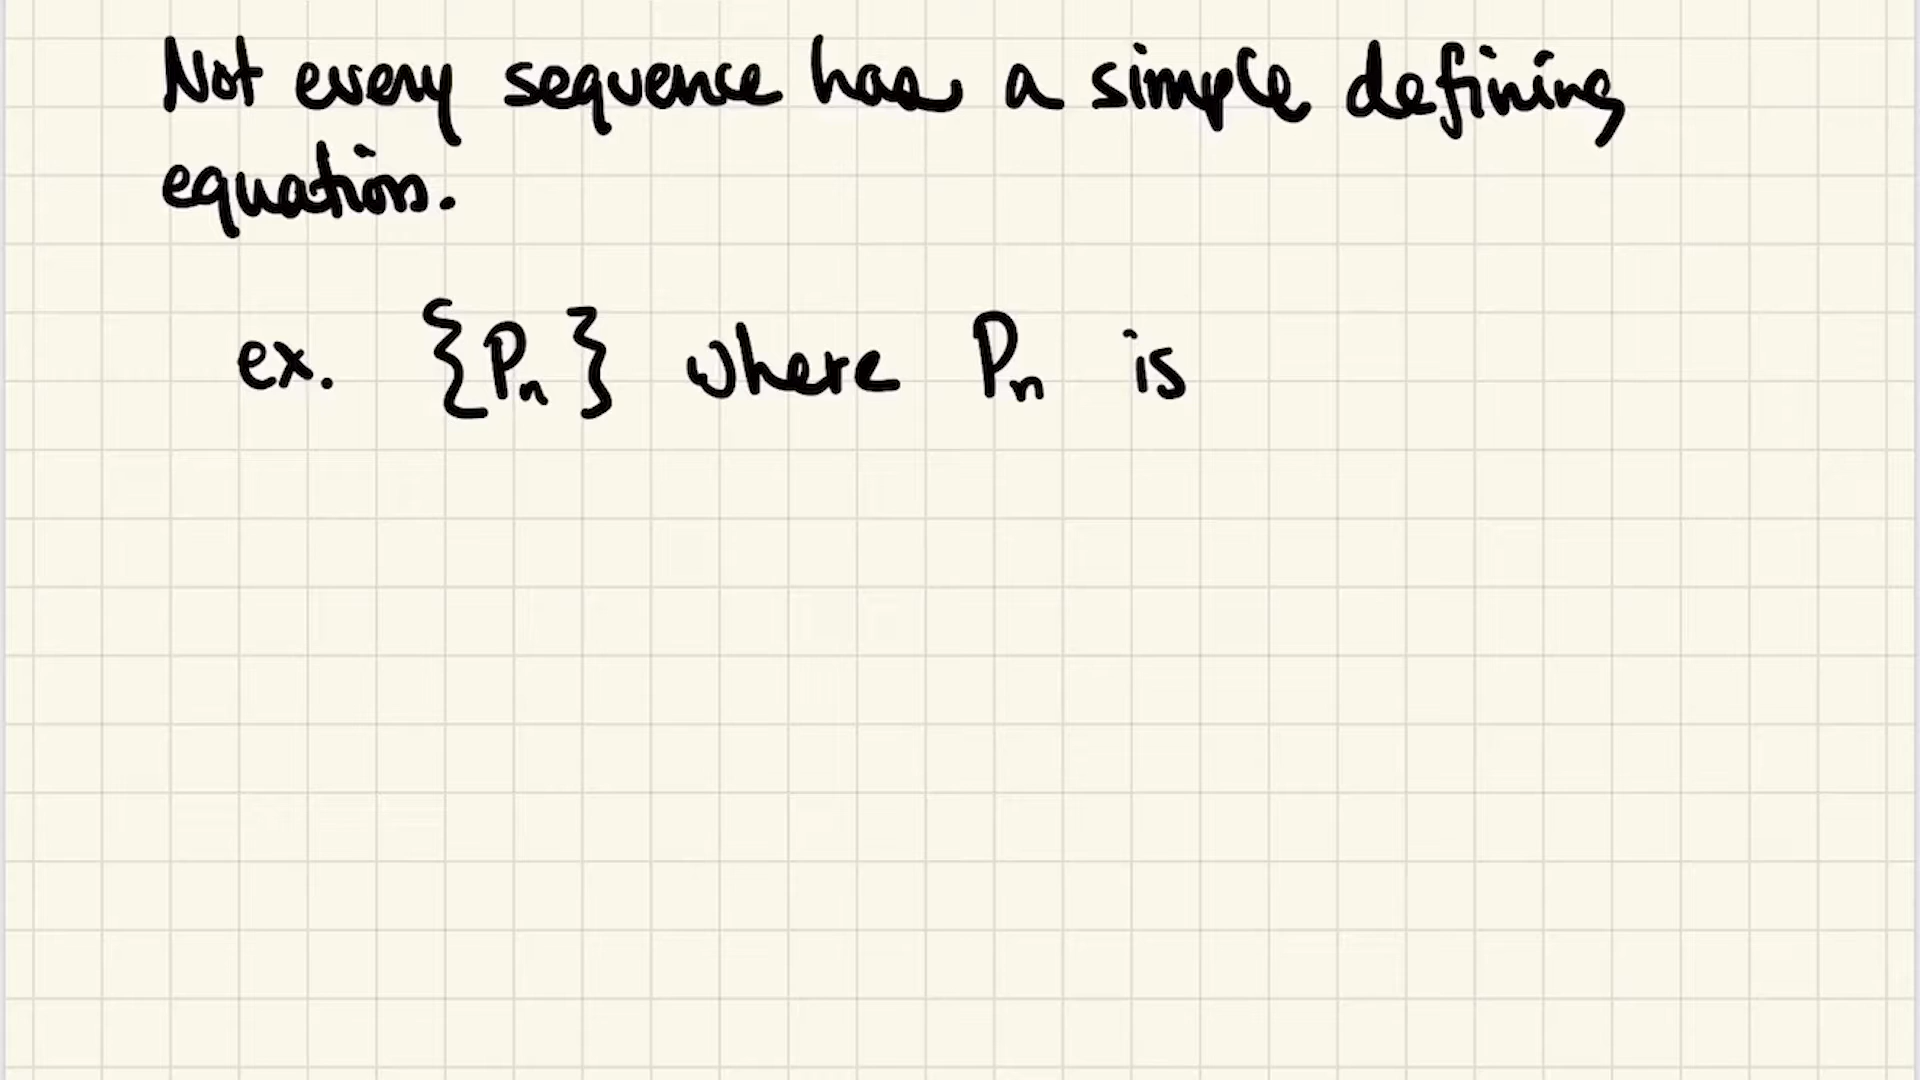 Not every sequence has a simple defining
equation.
ex. {Pₙ} where Pₙ is